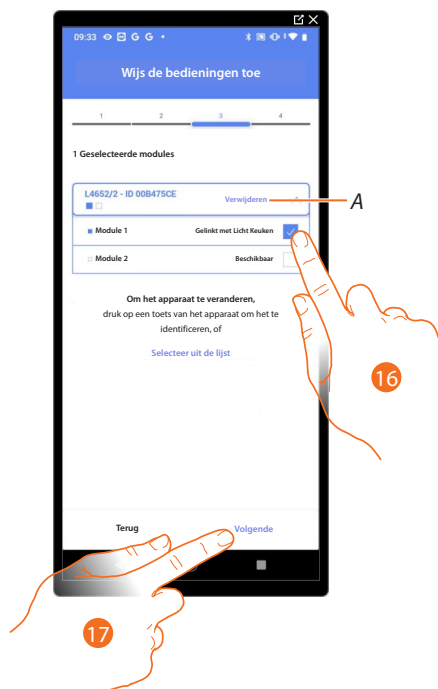 09:33 G G
Wijs de bedieningen toe
1 2 3 4
1 Geselecteerde modules
L4652/2 - ID 00B475CE
Verwijderen
A
Module 1 Gelinkt met Licht Keuken
Module 2 Beschikbaar
Om het apparaat te veranderen,
druk op een toets van het apparaat om het te
identificeren, of
Selecteer uit de lijst
16
Terug Volgende
17